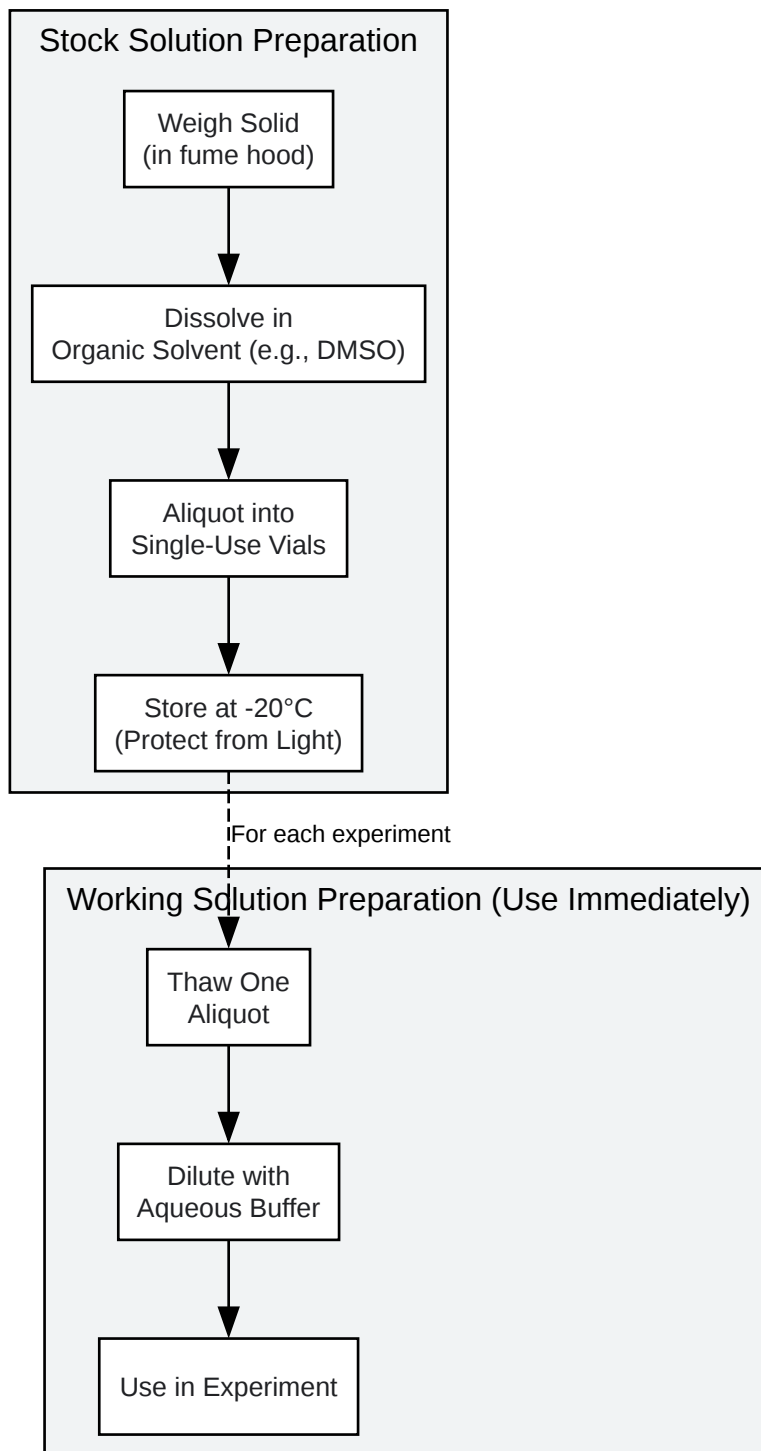 Stock Solution Preparation
Weigh Solid
(in fume hood)
Dissolve in
Organic Solvent (e.g., DMSO)
Aliquot into
Single-Use Vials
Store at -20°C
(Protect from Light)
For each experiment
Working Solution Preparation (Use Immediately)
Thaw One
Aliquot
Dilute with
Aqueous Buffer
Use in Experiment